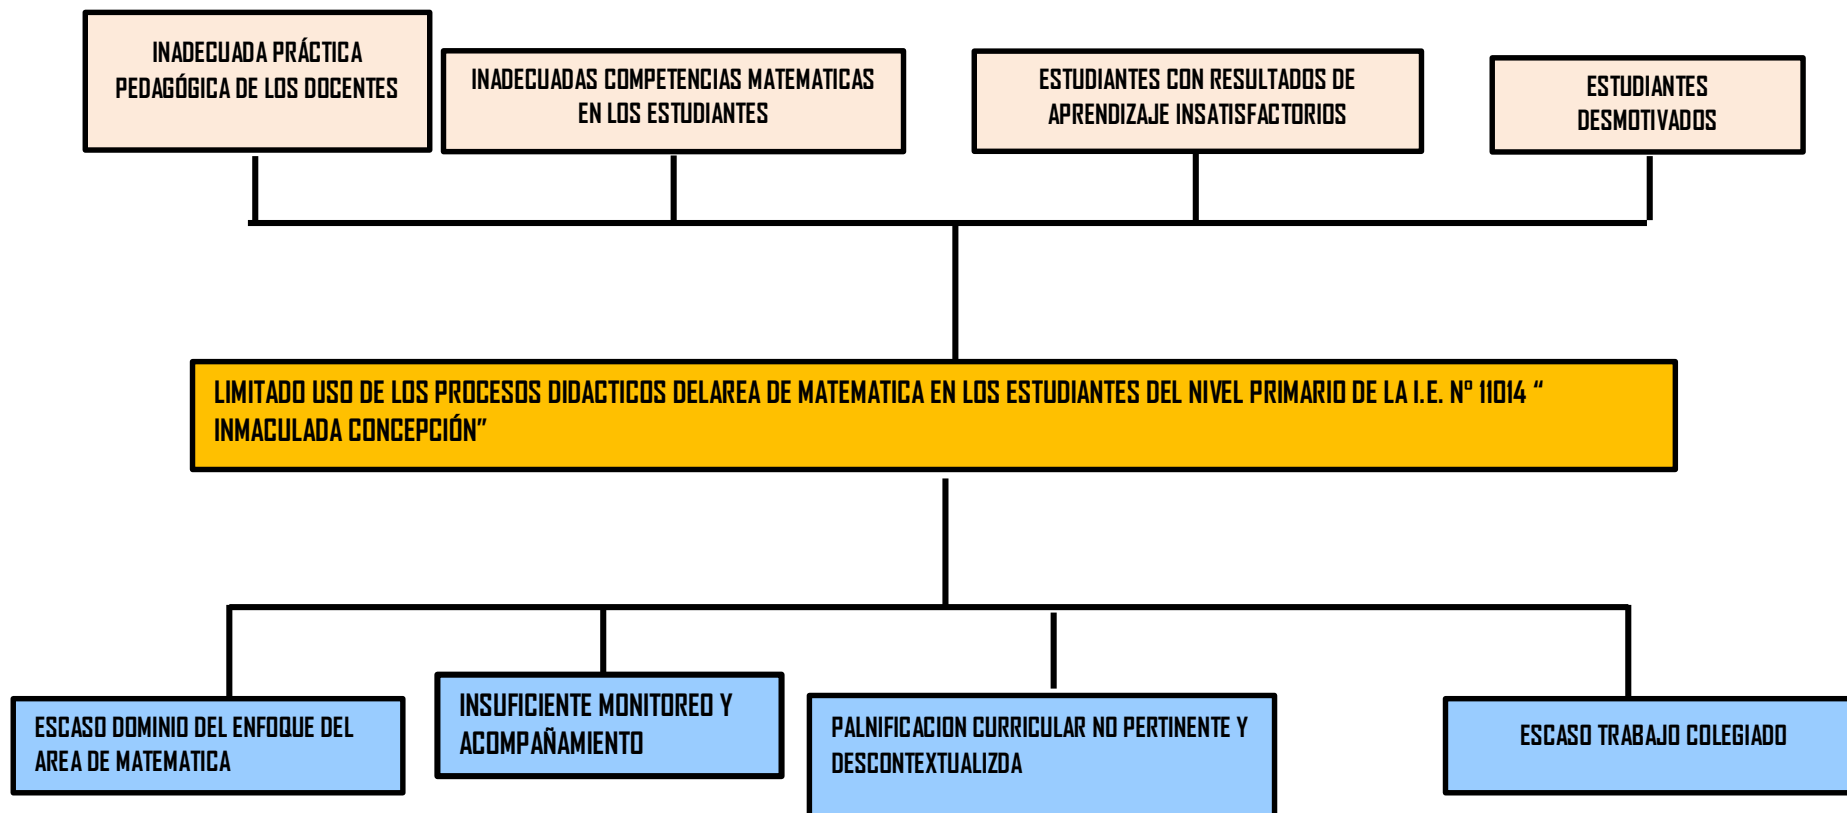 INADECUADA PRÁCTICA
PEDAGÓGICA DE LOS DOCENTES
INADECUADAS COMPETENCIAS MATEMATICAS
EN LOS ESTUDIANTES
ESTUDIANTES CON RESULTADOS DE
APRENDIZAJE INSATISFACTORIOS
ESTUDIANTES
DESMOTIVADOS
LIMITADO USO DE LOS PROCESOS DIDACTICOS DELAREA DE MATEMATICA EN LOS ESTUDIANTES DEL NIVEL PRIMARIO DE LA I.E. N° 11014 “
INMACULADA CONCEPCIÓN”
ESCASO DOMINIO DEL ENFOQUE DEL
AREA DE MATEMATICA
INSUFICIENTE MONITOREO Y
ACOMPAÑAMIENTO
PALNIFICACION CURRICULAR NO PERTINENTE Y
DESCONTEXTUALIZDA
ESCASO TRABAJO COLEGIADO